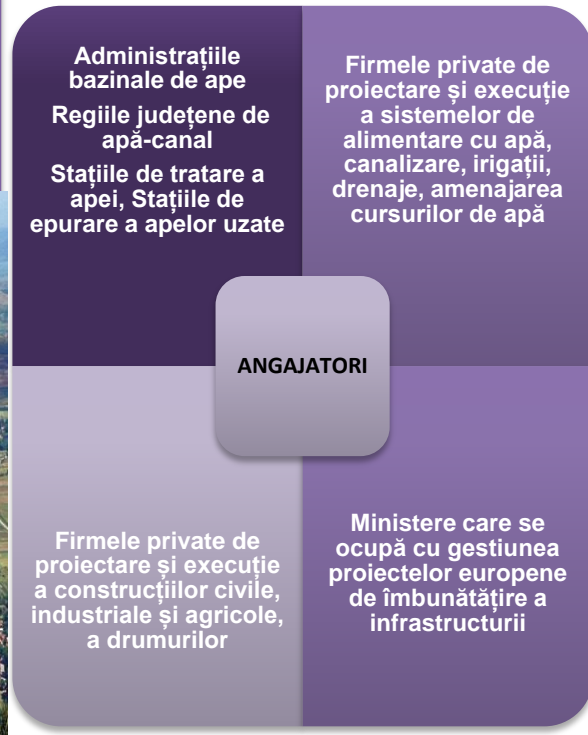 Administrațiile
bazinale de ape
Regiile județene de
apă-canal
Stațiile de tratare a
apei, Stațiile de
epurare a apelor uzate
Firmele private de
proiectare și execuție
a sistemelor de
alimentare cu apă,
canalizare, irigații,
drenaje, amenajarea
cursurilor de apă
ANGAJATORI
Firmele private de
proiectare și execuție
a construcțiilor civile,
industriale și agricole,
a drumurilor
Ministere care se
ocupă cu gestiunea
proiectelor europene
de îmbunătățire a
infrastructurii